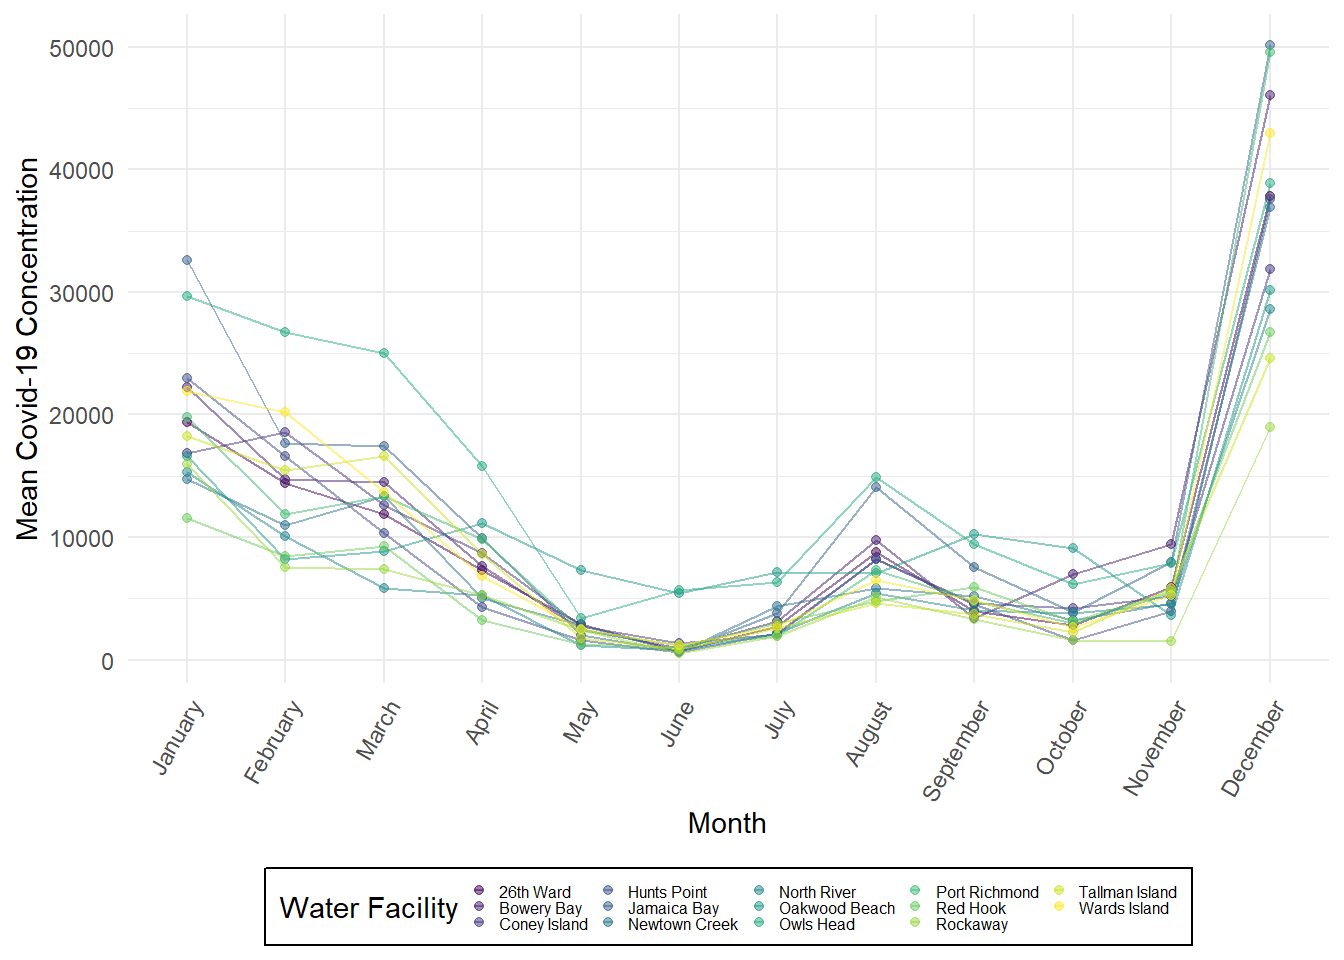 50000
40000
30000
20000
10000
0
Mean Covid-19 Concentration
January
February
March
April
May
June
July
August
September
October
November
December
Month
Water Facility
26th Ward
Bowery Bay
Coney Island
Hunts Point
Jamaica Bay
Newtown Creek
North River
Oakwood Beach
Owls Head
Port Richmond
Red Hook
Rockaway
Tallman Island
Wards Island